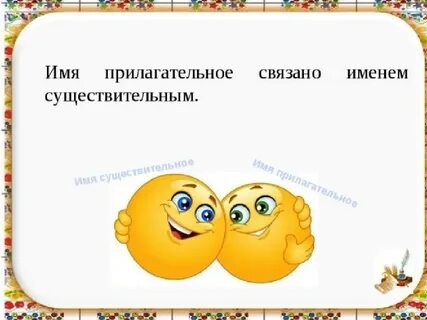 Имя прилагательное связано именем
существительным.
Имя существительное
Имя прилагательное